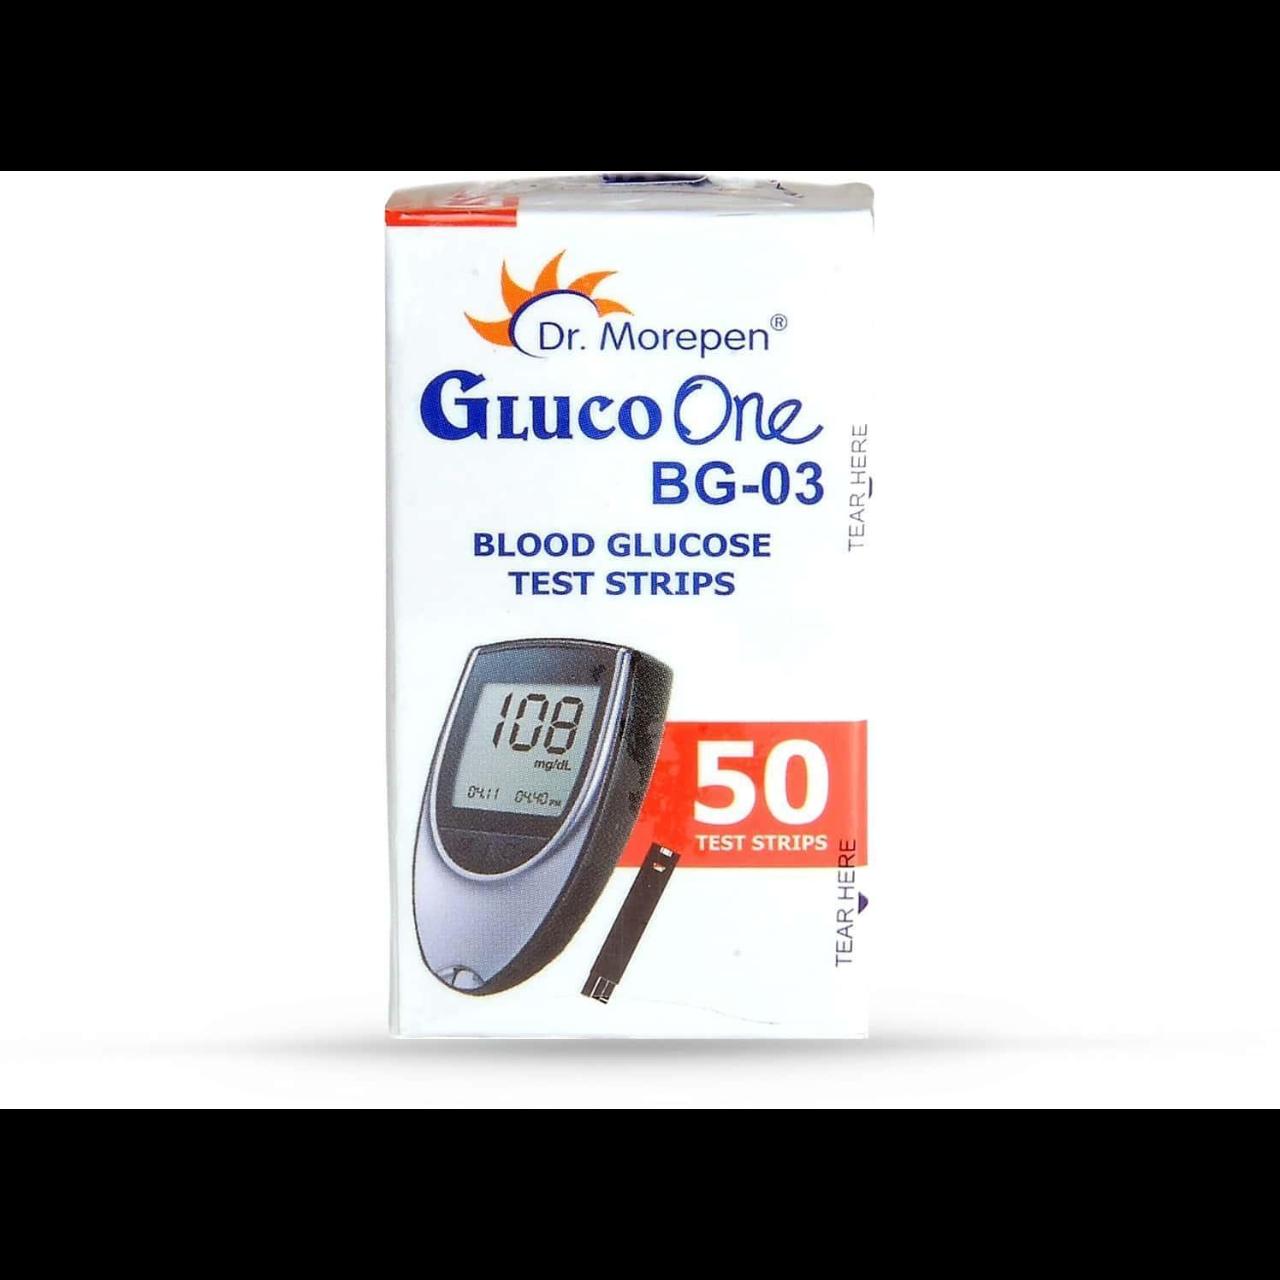 Dr. Morepen®
GLUCO One
BG-03
BLOOD GLUCOSE
TEST STRIPS
108
mg/dL
04.11 04:40 PM
50
TEST STRIPS
TEAR HERE
TEAR HERE